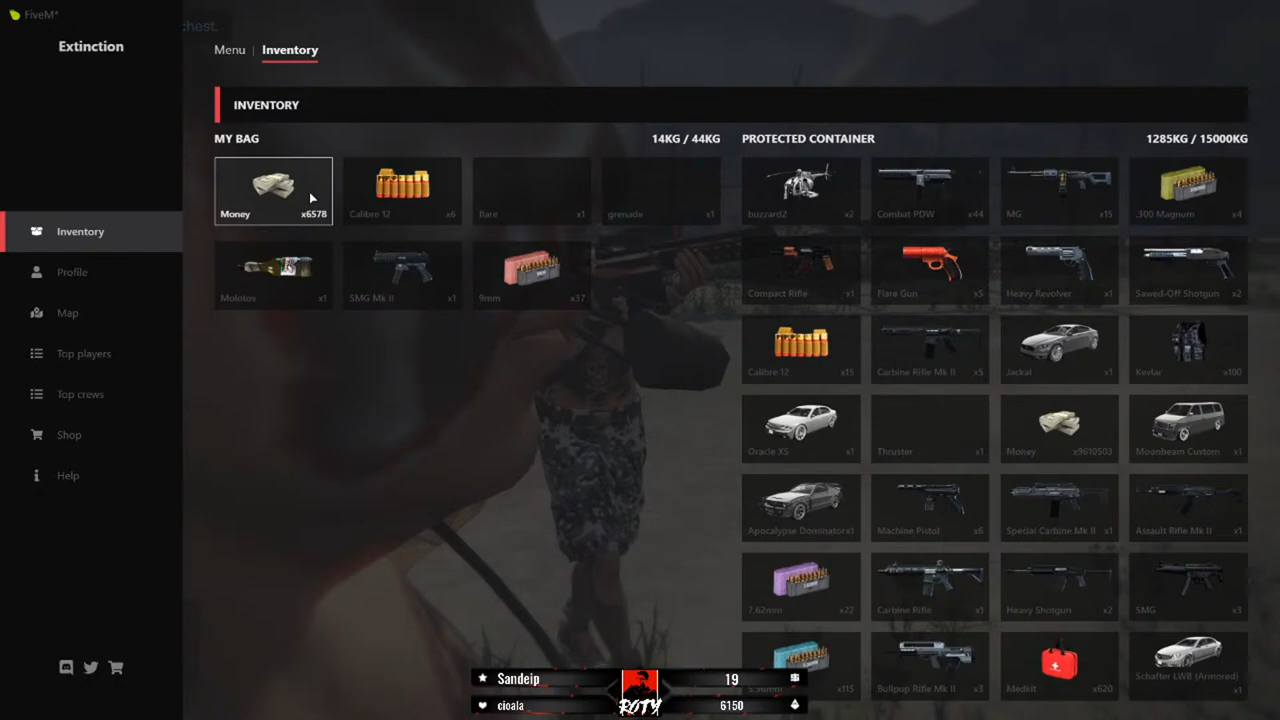 FiveM*
chest.
Extinction
Menu | Inventory
INVENTORY
MY BAG
14KG / 44KG
PROTECTED CONTAINER
1285KG / 15000KG
Money x6578
Calibre 12 x6
flare x1
grenade x1
buzzard2 x2
Combat PDW x44
MG x15
.300 Magnum x4
Inventory
Molotov x1
SMG Mk II x1
9mm x37
Compact Rifle x1
Flare Gun x5
Heavy Revolver x1
Sawed-Off Shotgun x2
Profile
Map
Top players
Top crews
Shop
Help
Calibre 12 x15
Carbine Rifle Mk II x5
Jackal x1
Kevlar x100
Oracle XS x1
Thruster x1
Money x9610503
Moonbeam Custom x1
Apocalypse Dominator x1
Machine Pistol x6
Special Carbine Mk II x1
Assault Rifle Mk II x1
7.62mm x22
Carbine Rifle x1
Heavy Shotgun x2
SMG x3
5.56mm x115
Bullpup Rifle Mk II x3
Medkit x620
Schafter LWB (Armored) x1
Sandeip
19
cioala
ROTY
6150